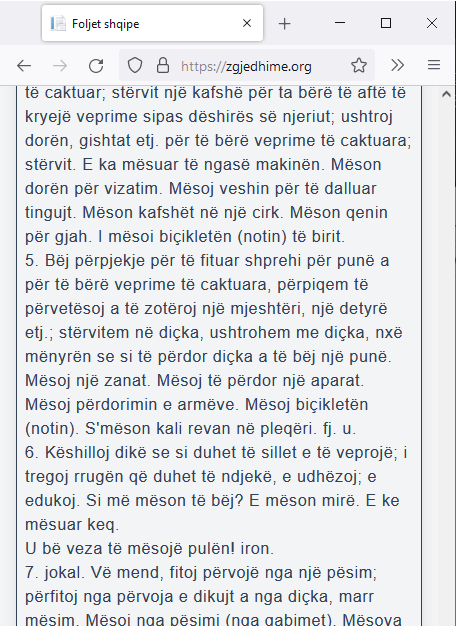 Foljet shqipe
https://zgjedhime.org
të caktuar; stërvit një kafshë për ta bërë të aftë të
kryejë veprime sipas dëshirës së njeriut; ushtroj
dorën, gishtat etj. për të bërë veprime të caktuara;
stërvit. E ka mësuar të ngasë makinën. Mëson
dorën për vizatim. Mësoj veshin për të dalluar
tingujt. Mëson kafshët në një cirk. Mëson qenin
për gjah. I mësoi biçikletën (notin) të birit.
5. Bëj përpjekje për të fituar shprehi për punë a
për të bërë veprime të caktuara, përpiqem të
përvetësoj a të zotëroj një mjeshtëri, një detyrë
etj.; stërvitem në diçka, ushtrohem me diçka, nxë
mënyrën se si të përdor diçka a të bëj një punë.
Mësoj një zanat. Mësoj të përdor një aparat.
Mësoj përdorimin e armëve. Mësoj biçikletën
(notin). S'mëson kali revan në pleqëri. fj. u.
6. Këshilloj dikë se si duhet të sillet e të veprojë; i
tregoj rrugën që duhet të ndjekë, e udhëzoj; e
edukoj. Si më mëson të bëj? E mëson mirë. E ke
mësuar keq.
U bë veza të mësojë pulën! iron.
7. jokal. Vë mend, fitoj përvojë nga një pësim;
përfitoj nga përvoja e dikujt a nga diçka, marr
mësim. Mësoj nga pësimi (nga gabimet). Mësova